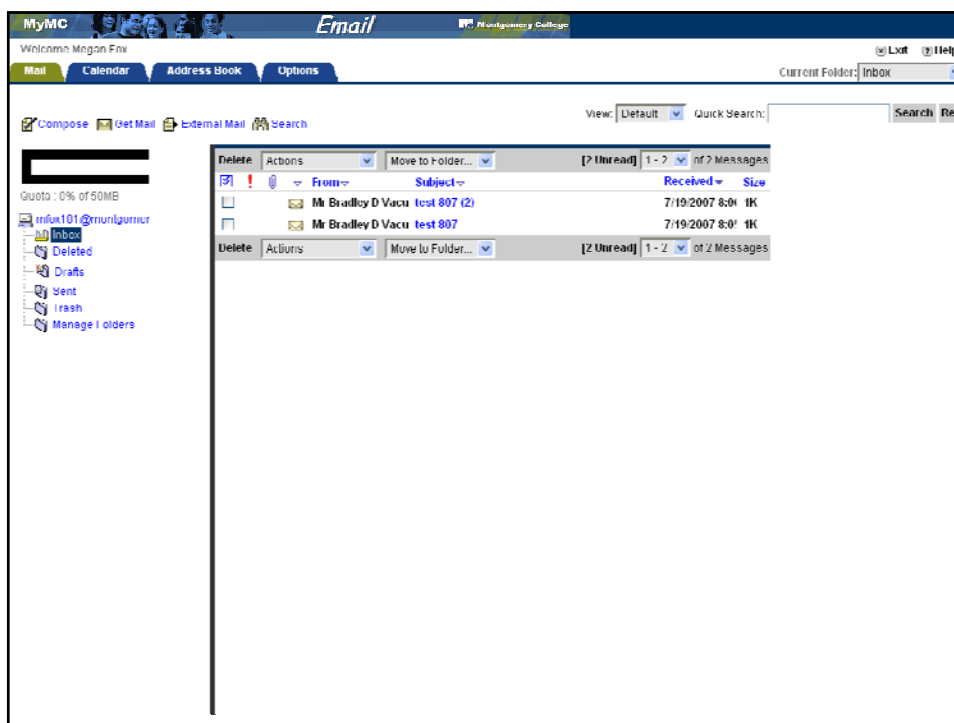 MyMC Email Montgomery College
Welcome Megan Fox
Exit Help
Mail Calendar Address Book Options
Current Folder: Inbox
View: Default Quick Search: Search Re
Compose Get Mail External Mail Search
Delete Actions Move to Folder... [2 Unread] 1 - 2 of 2 Messages
From Subject Received Size
Quota : 0% of 50MB
Mr Bradley D Vacu test 807 (2) 7/19/2007 8:0 1K
mfox101@montgomer
Mr Bradley D Vacu test 807 7/19/2007 8:0 1K
Inbox
Delete Actions Move to Folder... [2 Unread] 1 - 2 of 2 Messages
Deleted
Drafts
Sent
Trash
Manage Folders